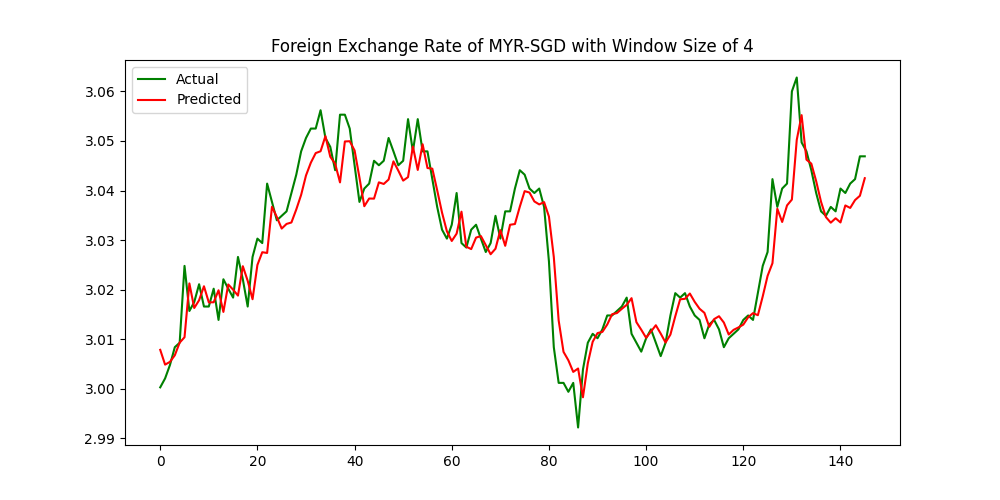 Foreign Exchange Rate of MYR-SGD with Window Size of 4
Actual
Predicted
3.06
3.05
3.04
3.03
3.02
3.01
3.00
2.99
0 20 40 60 80 100 120 140